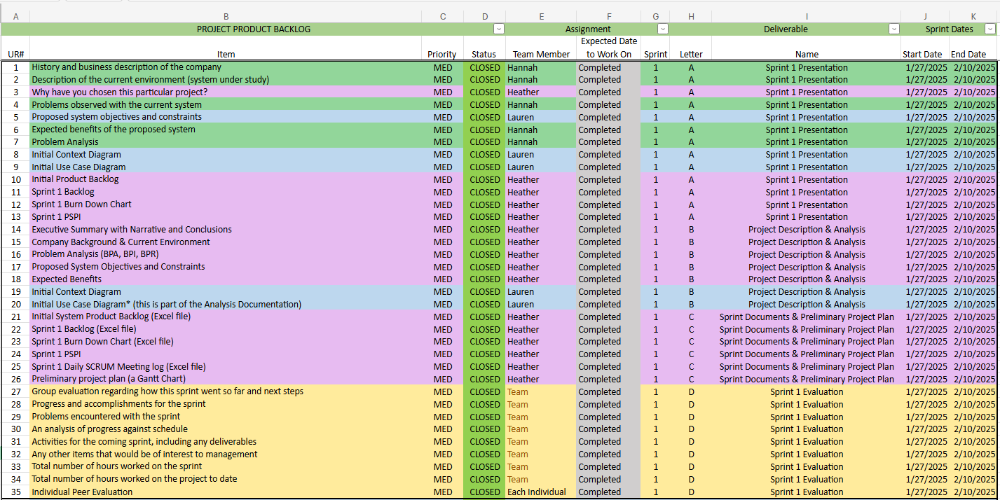 A B C D E F G H I J K
PROJECT PRODUCT BACKLOG Assignment Deliverable Sprint Dates
Expected Date
UR# Item Priority Status Team Member to Work On Sprint Letter Name Start Date End Date
1 History and business description of the company MED CLOSED Hannah Completed 1 A Sprint 1 Presentation 1/27/2025 2/10/2025
2 Description of the current environment (system under study) MED CLOSED Hannah Completed 1 A Sprint 1 Presentation 1/27/2025 2/10/2025
3 Why have you chosen this particular project? MED CLOSED Heather Completed 1 A Sprint 1 Presentation 1/27/2025 2/10/2025
4 Problems observed with the current system MED CLOSED Hannah Completed 1 A Sprint 1 Presentation 1/27/2025 2/10/2025
5 Proposed system objectives and constraints MED CLOSED Lauren Completed 1 A Sprint 1 Presentation 1/27/2025 2/10/2025
6 Expected benefits of the proposed system MED CLOSED Hannah Completed 1 A Sprint 1 Presentation 1/27/2025 2/10/2025
7 Problem Analysis MED CLOSED Hannah Completed 1 A Sprint 1 Presentation 1/27/2025 2/10/2025
8 Initial Context Diagram MED CLOSED Lauren Completed 1 A Sprint 1 Presentation 1/27/2025 2/10/2025
9 Initial Use Case Diagram MED CLOSED Lauren Completed 1 A Sprint 1 Presentation 1/27/2025 2/10/2025
10 Initial Product Backlog MED CLOSED Heather Completed 1 A Sprint 1 Presentation 1/27/2025 2/10/2025
11 Sprint 1 Backlog MED CLOSED Heather Completed 1 A Sprint 1 Presentation 1/27/2025 2/10/2025
12 Sprint 1 Burn Down Chart MED CLOSED Heather Completed 1 A Sprint 1 Presentation 1/27/2025 2/10/2025
13 Sprint 1 PSPI MED CLOSED Heather Completed 1 A Sprint 1 Presentation 1/27/2025 2/10/2025
14 Executive Summary with Narrative and Conclusions MED CLOSED Heather Completed 1 B Project Description & Analysis 1/27/2025 2/10/2025
15 Company Background & Current Environment MED CLOSED Heather Completed 1 B Project Description & Analysis 1/27/2025 2/10/2025
16 Problem Analysis (BPA, BPI, BPR) MED CLOSED Heather Completed 1 B Project Description & Analysis 1/27/2025 2/10/2025
17 Proposed System Objectives and Constraints MED CLOSED Heather Completed 1 B Project Description & Analysis 1/27/2025 2/10/2025
18 Expected Benefits MED CLOSED Heather Completed 1 B Project Description & Analysis 1/27/2025 2/10/2025
19 Initial Context Diagram MED CLOSED Lauren Completed 1 B Project Description & Analysis 1/27/2025 2/10/2025
20 Initial Use Case Diagram* (this is part of the Analysis Documentation) MED CLOSED Lauren Completed 1 B Project Description & Analysis 1/27/2025 2/10/2025
21 Initial System Product Backlog (Excel file) MED CLOSED Heather Completed 1 C Sprint Documents & Preliminary Project Plan 1/27/2025 2/10/2025
22 Sprint 1 Backlog (Excel file) MED CLOSED Heather Completed 1 C Sprint Documents & Preliminary Project Plan 1/27/2025 2/10/2025
23 Sprint 1 Burn Down Chart (Excel file) MED CLOSED Heather Completed 1 C Sprint Documents & Preliminary Project Plan 1/27/2025 2/10/2025
24 Sprint 1 PSPI MED CLOSED Heather Completed 1 C Sprint Documents & Preliminary Project Plan 1/27/2025 2/10/2025
25 Sprint 1 Daily SCRUM Meeting log (Excel file) MED CLOSED Heather Completed 1 C Sprint Documents & Preliminary Project Plan 1/27/2025 2/10/2025
26 Preliminary project plan (a Gantt Chart) MED CLOSED Heather Completed 1 C Sprint Documents & Preliminary Project Plan 1/27/2025 2/10/2025
27 Group evaluation regarding how this sprint went so far and next steps MED CLOSED Team Completed 1 D Sprint 1 Evaluation 1/27/2025 2/10/2025
28 Progress and accomplishments for the sprint MED CLOSED Team Completed 1 D Sprint 1 Evaluation 1/27/2025 2/10/2025
29 Problems encountered with the sprint MED CLOSED Team Completed 1 D Sprint 1 Evaluation 1/27/2025 2/10/2025
30 An analysis of progress against schedule MED CLOSED Team Completed 1 D Sprint 1 Evaluation 1/27/2025 2/10/2025
31 Activities for the coming sprint, including any deliverables MED CLOSED Team Completed 1 D Sprint 1 Evaluation 1/27/2025 2/10/2025
32 Any other items that would be of interest to management MED CLOSED Team Completed 1 D Sprint 1 Evaluation 1/27/2025 2/10/2025
33 Total number of hours worked on the sprint MED CLOSED Team Completed 1 D Sprint 1 Evaluation 1/27/2025 2/10/2025
34 Total number of hours worked on the project to date MED CLOSED Team Completed 1 D Sprint 1 Evaluation 1/27/2025 2/10/2025
35 Individual Peer Evaluation MED CLOSED Each Individual Completed 1 D Sprint 1 Evaluation 1/27/2025 2/10/2025